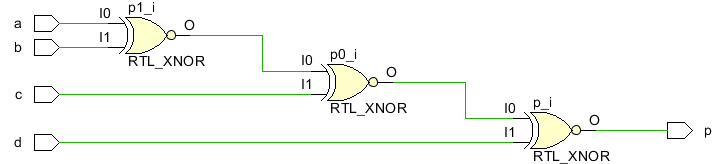 p1_i
a I0 O
b I1
RTL_XNOR
p0_i
I0 O
c I1
RTL_XNOR
p_i
I0 O p
d I1
RTL_XNOR